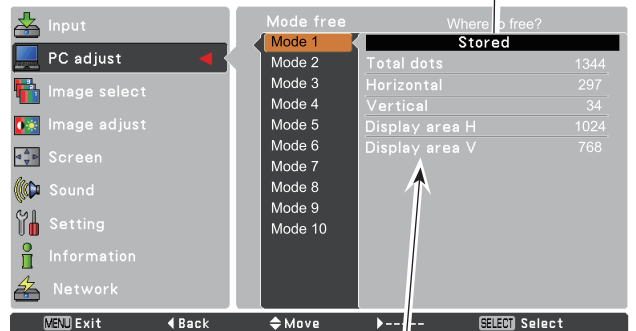 Input
PC adjust
Image select
Image adjust
Screen
Sound
Setting
Information
Network
Mode free
Mode 1
Mode 2
Mode 3
Mode 4
Mode 5
Mode 6
Mode 7
Mode 8
Mode 9
Mode 10
Where to free?
Stored
Total dots 1344
Horizontal 297
Vertical 34
Display area H 1024
Display area V 768
MENU Exit Back Move ----- SELECT Select